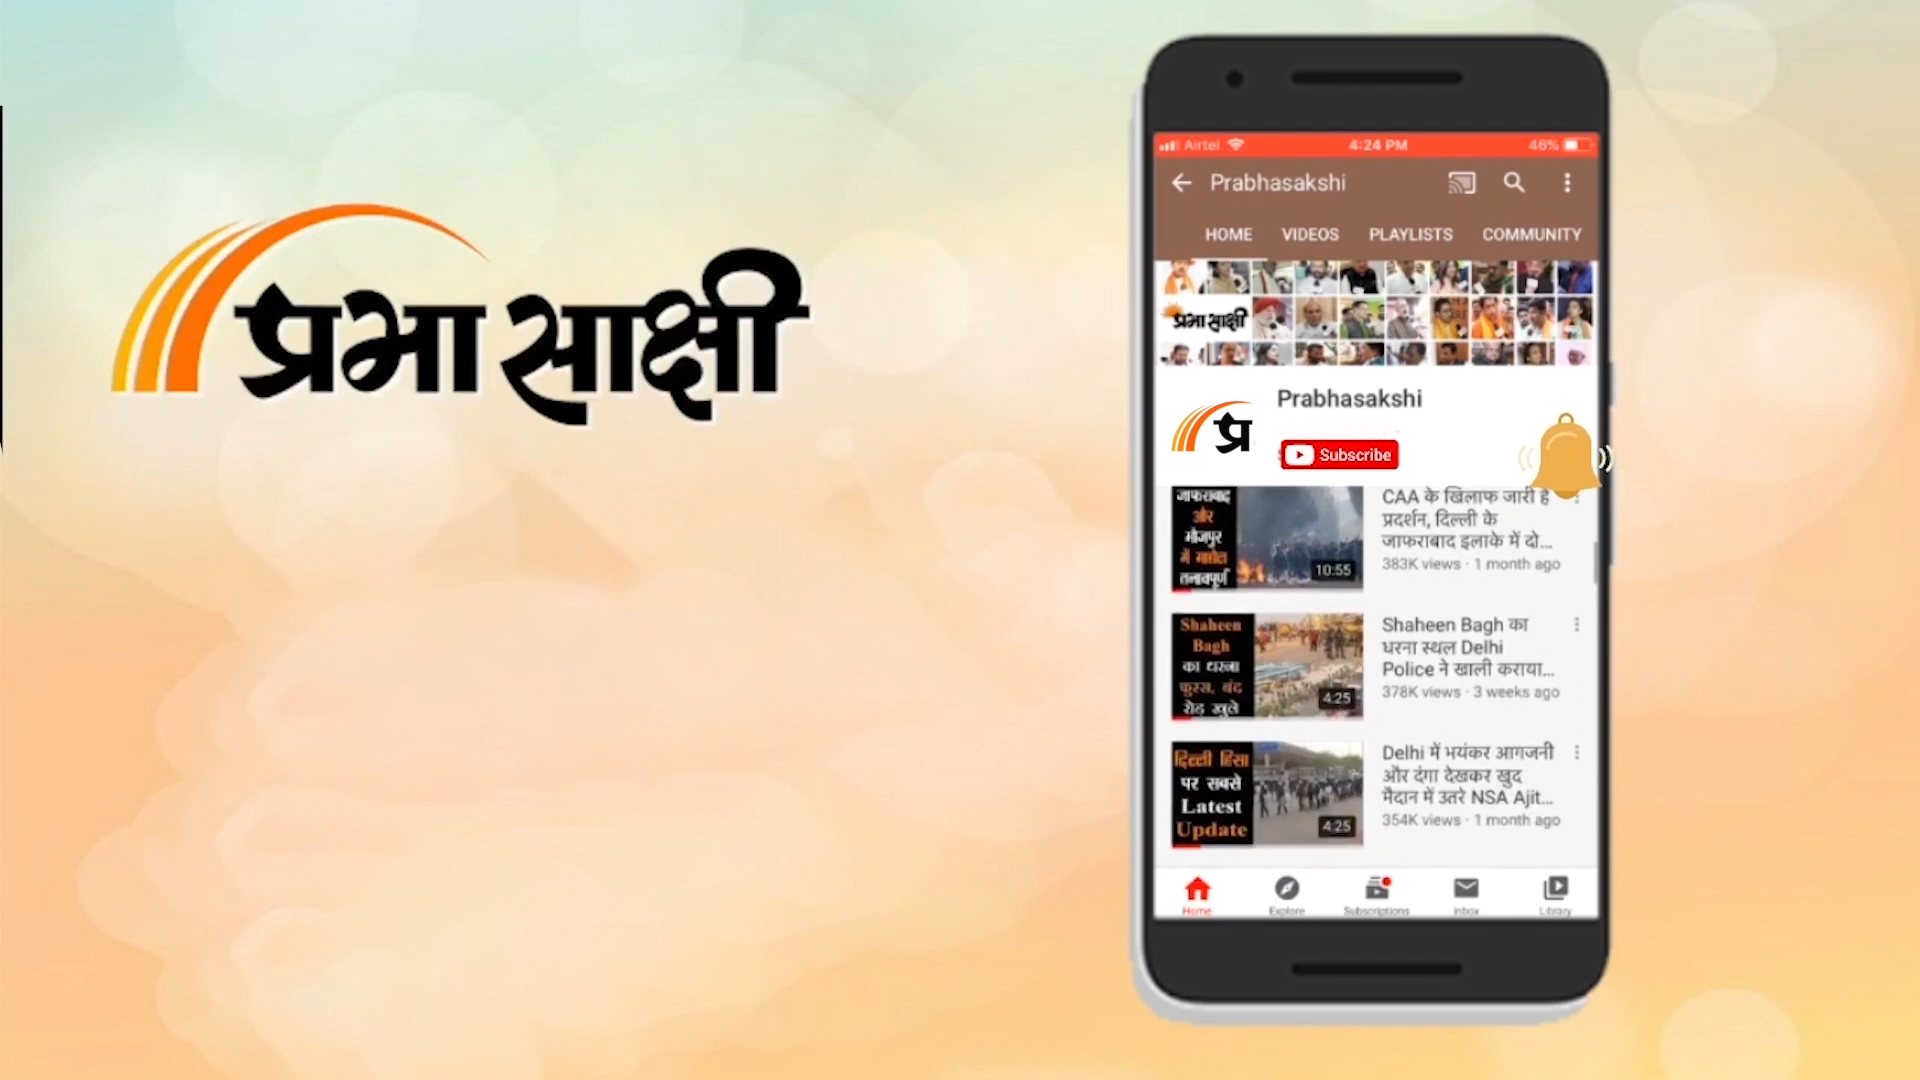 प्रभासाक्षी
Airtel 4:24 PM 46%
Prabhasakshi
HOME VIDEOS PLAYLISTS COMMUNITY
प्रभासाक्षी
Prabhasakshi
प्र
Subscribe
जाफराबाद
और
मौजपुर
में माहौल
तनावपूर्ण
10:55
CAA के खिलाफ जारी है
प्रदर्शन, दिल्ली के
जाफराबाद इलाके में दो...
383K views · 1 month ago
Shaheen
Bagh
का धरना
फुस्स, बंद
रोड खुले
4:25
Shaheen Bagh का
धरना स्थल Delhi
Police ने खाली कराया...
378K views · 3 weeks ago
दिल्ली हिंसा
पर सबसे
Latest
Update
4:25
Delhi में भयंकर आगजनी
और दंगा देखकर खुद
मैदान में उतरे NSA Ajit...
354K views · 1 month ago
Home Explore Subscriptions Inbox Library